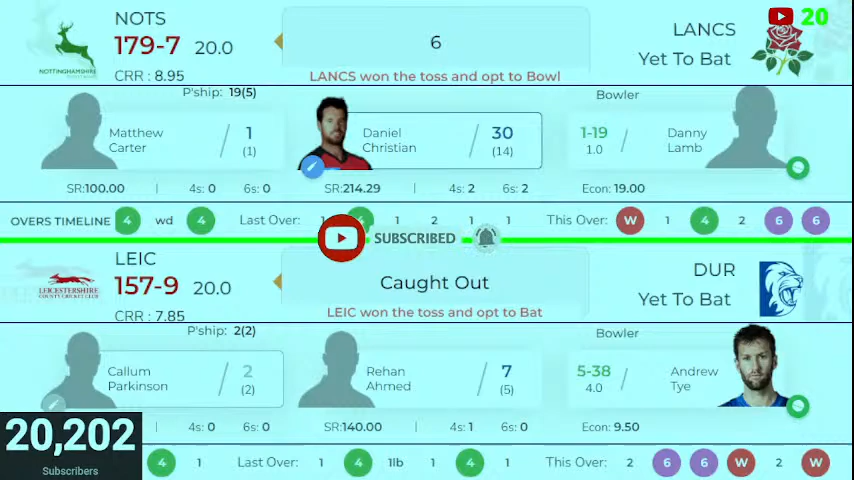 NOTS
179-7 20.0
CRR : 8.95
NOTTINGHAMSHIRE
6
LANCS won the toss and opt to Bowl
LANCS
Yet To Bat
20
P'ship: 19(5)
Matthew Carter / 1 (1)
Daniel Christian / 30 (14)
Bowler
1-19 / 1.0
Danny Lamb
SR:100.00 | 4s: 0 6s: 0
SR:214.29 | 4s: 2 6s: 2
Econ: 19.00
OVERS TIMELINE 4 wd 4 Last Over: 1 4 1 2 1 1 This Over: W 1 4 2 6 6
SUBSCRIBED
LEIC
157-9 20.0
CRR : 7.85
LEICESTERSHIRE
COUNTY CRICKET CLUB
Caught Out
LEIC won the toss and opt to Bat
DUR
Yet To Bat
P'ship: 2(2)
Callum Parkinson / 2 (2)
Rehan Ahmed 7 (5)
Bowler
5-38 / 4.0
Andrew Tye
4s: 0 6s: 0
SR:140.00 | 4s: 1 6s: 0
Econ: 9.50
20,202
Subscribers
4 1 Last Over: 1 4 1lb 1 4 1 This Over: 2 6 6 W 2 W